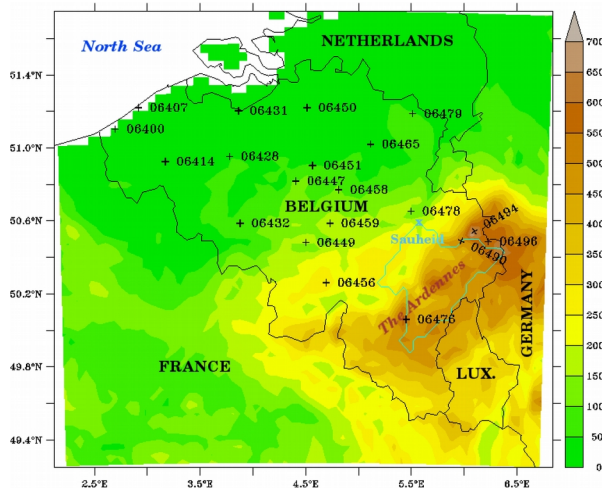 North Sea
NETHERLANDS
700
650
600
550
500
450
400
350
300
250
200
150
100
50
0
51.4°N
51.0°N
50.6°N
50.2°N
49.8°N
49.4°N
06407
06431
06450
06479
06400
06414
06428
06465
06451
06447
06458
BELGIUM
06432
06459
06478
06494
06449
Sauheid
06490
06496
06456
The Ardennes
06476
GERMANY
FRANCE
LUX.
2.5°E
3.5°E
4.5°E
5.5°E
6.5°E